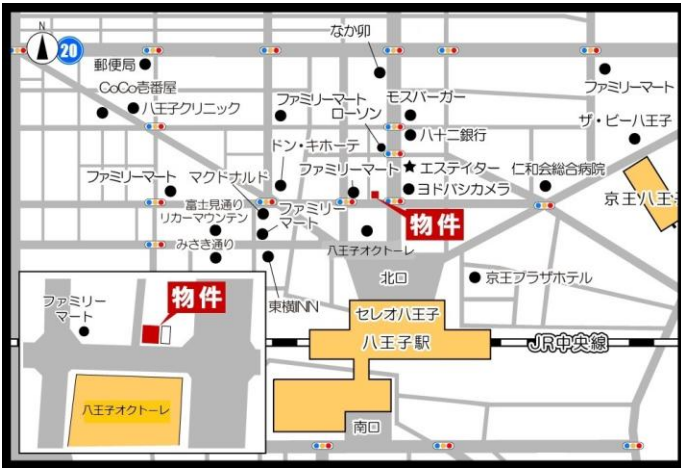 N
20
なか卯
郵便局
CoCo壱番屋
八王子クリニック
ファミリーマート
ローソン
モスバーガー
ファミリーマート
八十二銀行
ザ・ビー八王子
ドン・キホーテ
ファミリーマート
マクドナルド
ファミリーマート
エステイター
仁和会総合病院
ヨドバシカメラ
京王八王子
富士見通り
リカーマウンテン
ファミリー
マート
物件
みさき通り
八王子オクトーレ
北口
京王プラザホテル
東横INN
セレオ八王子
八王子駅
JR中央線
南口
物件
ファミリー
マート
八王子オクトーレ